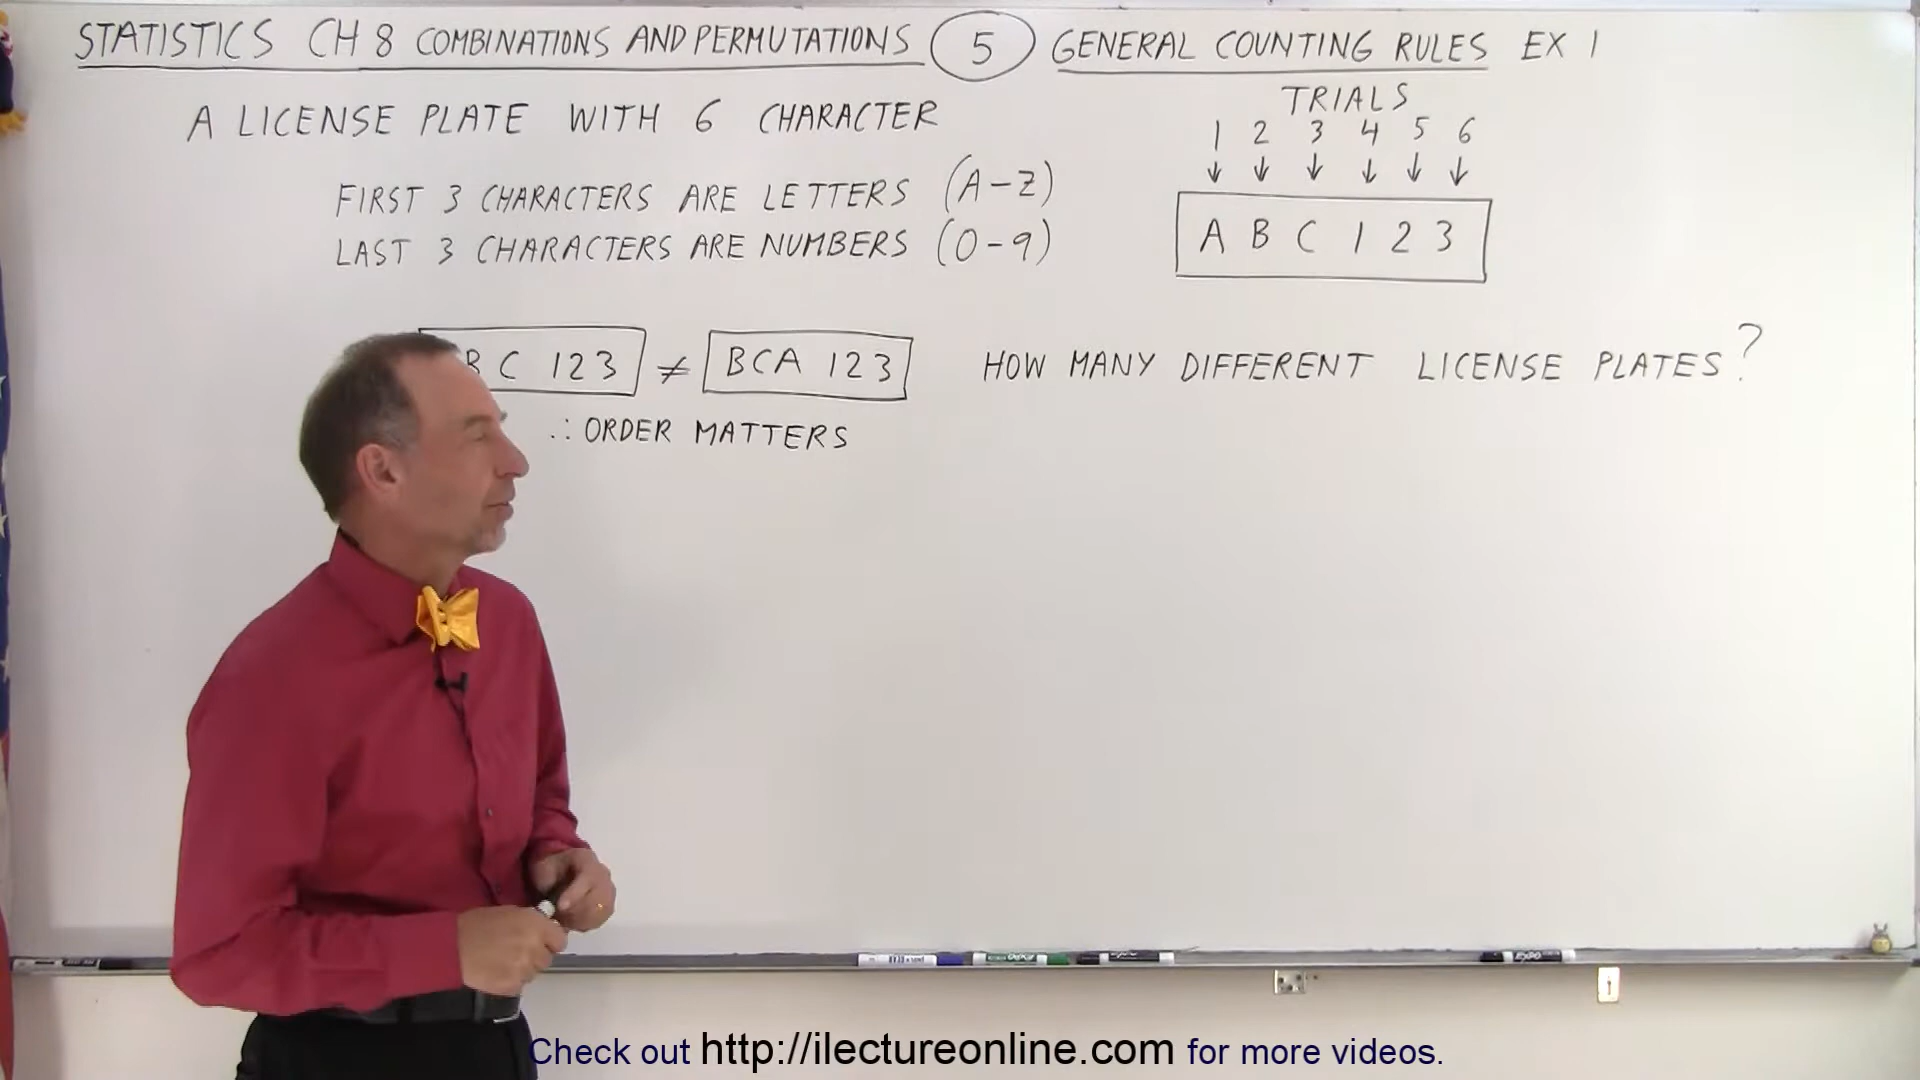 STATISTICS CH 8 COMBINATIONS AND PERMUTATIONS 5 GENERAL COUNTING RULES EX 1
A LICENSE PLATE WITH 6 CHARACTER
TRIALS
1 2 3 4 5 6
FIRST 3 CHARACTERS ARE LETTERS (A-Z)
LAST 3 CHARACTERS ARE NUMBERS (0-9)
A B C 1 2 3
B C 123 ≠ BCA 123 HOW MANY DIFFERENT LICENSE PLATES?
∴ ORDER MATTERS
Check out http://ilectureonline.com for more videos.